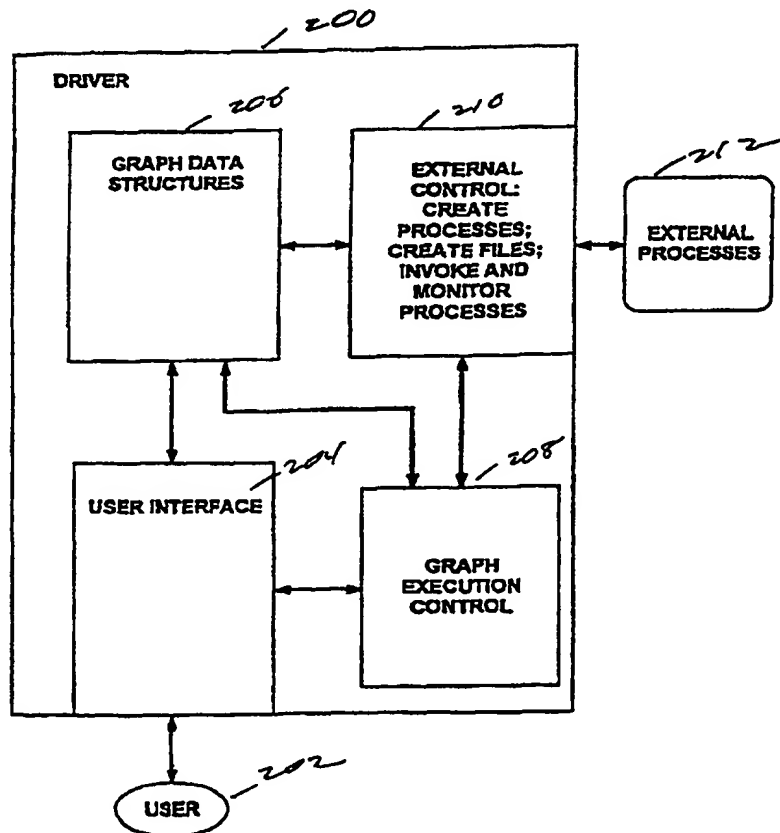 200
DRIVER
206
GRAPH DATA
STRUCTURES
210
EXTERNAL
CONTROL:
CREATE
PROCESSES;
CREATE FILES;
INVOKE AND
MONITOR
PROCESSES
212
EXTERNAL
PROCESSES
204
USER INTERFACE
208
GRAPH
EXECUTION
CONTROL
202
USER